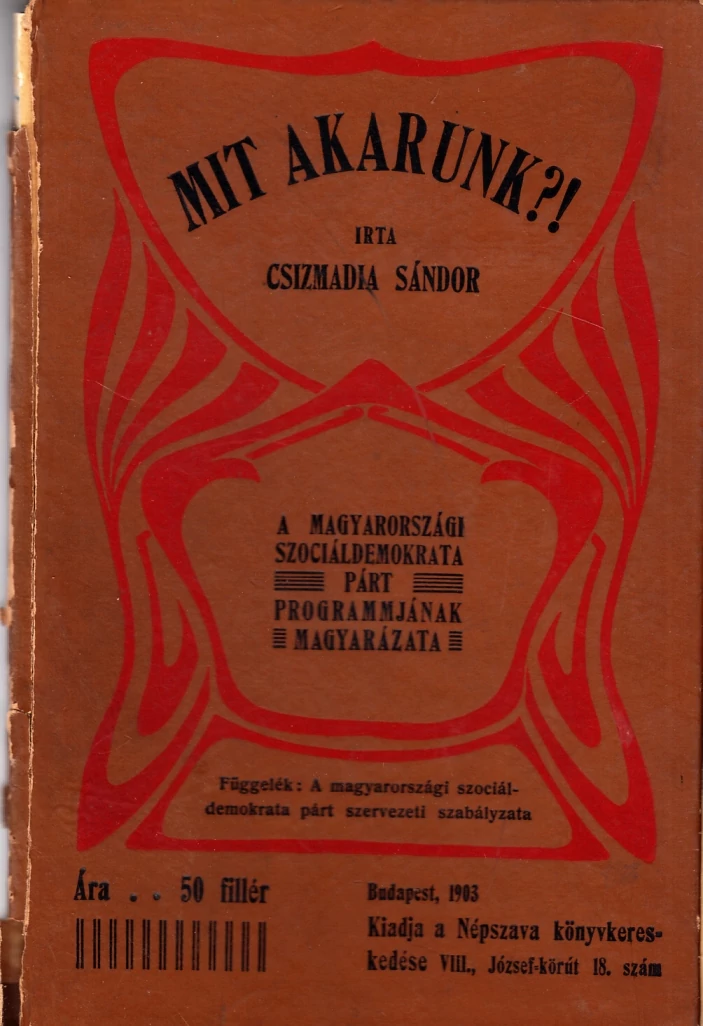 MIT AKARUNK?!
IRTA
CSIZMADIA SÁNDOR
A MAGYARORSZÁGI
SZOCIÁLDEMOKRATA
PÁRT
PROGRAMMJÁNAK
MAGYARÁZATA
Függelék: A magyarországi szociál-
demokrata párt szervezeti szabályzata
Ára . . 50 fillér
Budapest, 1903
Kiadja a Népszava könyvkeres-
kedése VIII., József-körút 18. szám